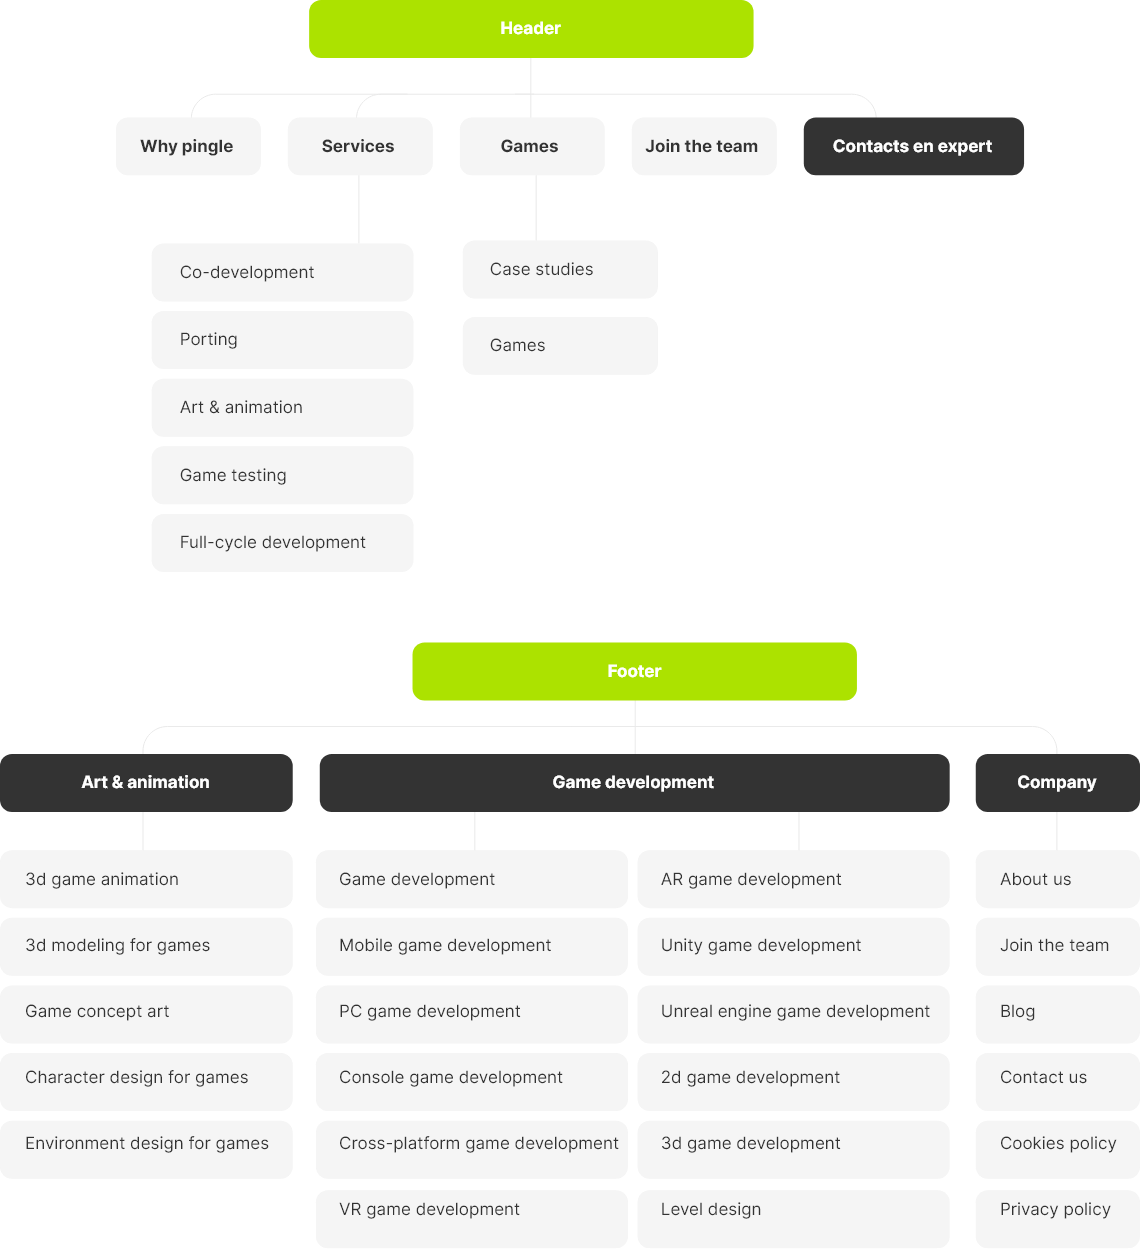 Header
Why pingle
Services
Games
Join the team
Contacts en expert
Co-development
Porting
Art & animation
Game testing
Full-cycle development
Case studies
Games
Footer
Art & animation
Game development
Company
3d game animation
3d modeling for games
Game concept art
Character design for games
Environment design for games
Game development
Mobile game development
PC game development
Console game development
Cross-platform game development
VR game development
AR game development
Unity game development
Unreal engine game development
2d game development
3d game development
Level design
About us
Join the team
Blog
Contact us
Cookies policy
Privacy policy